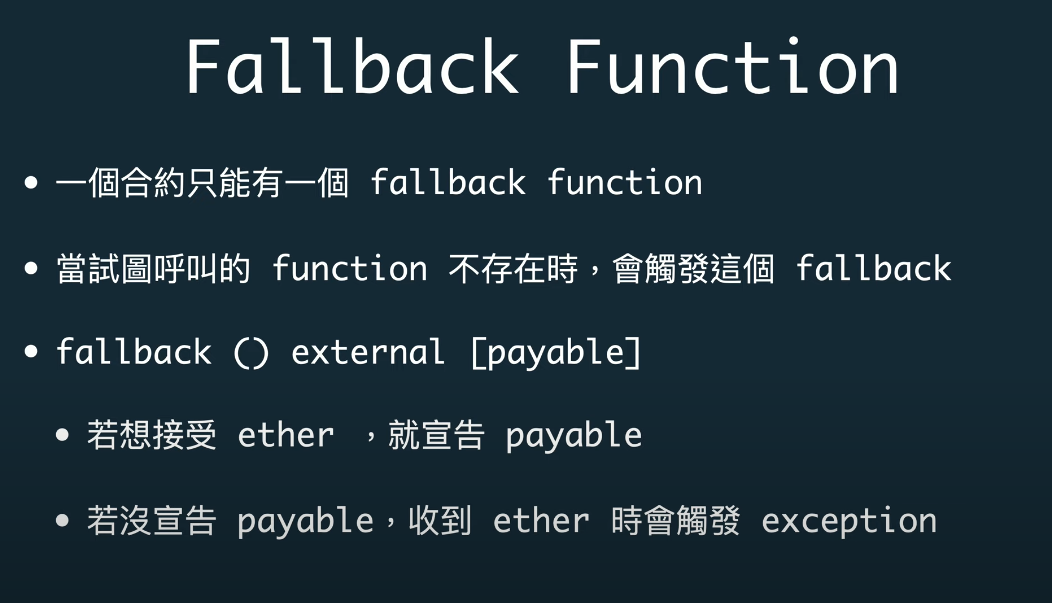 Fallback Function
• 一個合約只能有一個 fallback function
• 當試圖呼叫的 function 不存在時，會觸發這個 fallback
• fallback () external [payable]
• 若想接受 ether ，就宣告 payable
• 若沒宣告 payable，收到 ether 時會觸發 exception